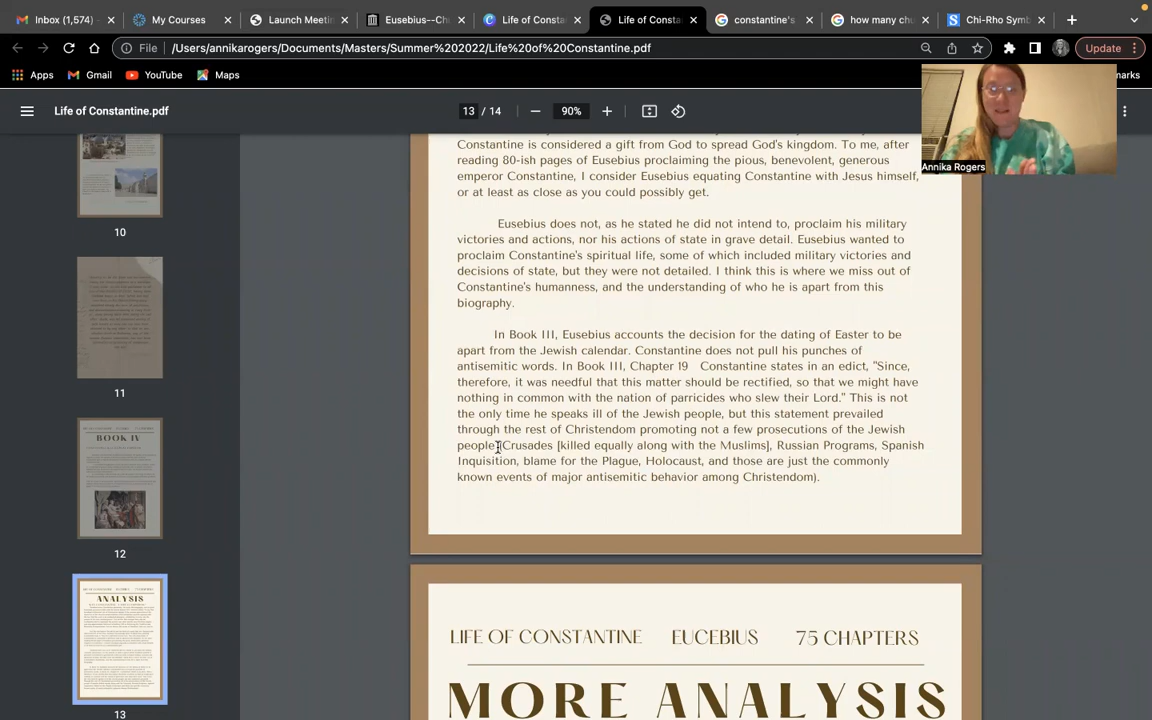 Inbox (1,574)
My Courses
Launch Meeti
Eusebius--Ch
Life of Consta
Life of Consta
constantine's
how many chu
Chi-Rho Symb
File /Users/annikarogers/Documents/Masters/Summer%202022/Life%20of%20Constantine.pdf
Update
Apps
Gmail
YouTube
Maps
marks
Life of Constantine.pdf
13 / 14
90%
Annika Rogers
10
11
BOOK IV
12
ANALYSIS
13
Constantine is considered a gift from God to spread God's kingdom. To me, after
reading 80-ish pages of Eusebius proclaiming the pious, benevolent, generous
emperor Constantine, I consider Eusebius equating Constantine with Jesus himself,
or at least as close as you could possibly get.
Eusebius does not, as he stated he did not intend to, proclaim his military
victories and actions, nor his actions of state in grave detail. Eusebius wanted to
proclaim Constantine's spiritual life, some of which included military victories and
decisions of state, but they were not detailed. I think this is where we miss out of
Constantine's humanness, and the understanding of who he is apart from this
biography.
In Book III, Eusebius accounts the decision for the dating of Easter to be
apart from the Jewish calendar. Constantine does not pull his punches of
antisemitic words. In Book III, Chapter 19 Constantine states in an edict, "Since,
therefore, it was needful that this matter should be rectified, so that we might have
nothing in common with the nation of parricides who slew their Lord." This is not
the only time he speaks ill of the Jewish people, but this statement prevailed
through the rest of Christendom promoting not a few prosecutions of the Jewish
people (Crusades [killed equally along with the Muslims], Russian Programs, Spanish
Inquisition, blame for the Plague, Holocaust, and those are just the commonly
known events of major antisemitic behavior among Christendom).
LIFE OF CONSTANTINE EUCEBIUS 75 CHAPTERS
MORE ANALYSIS